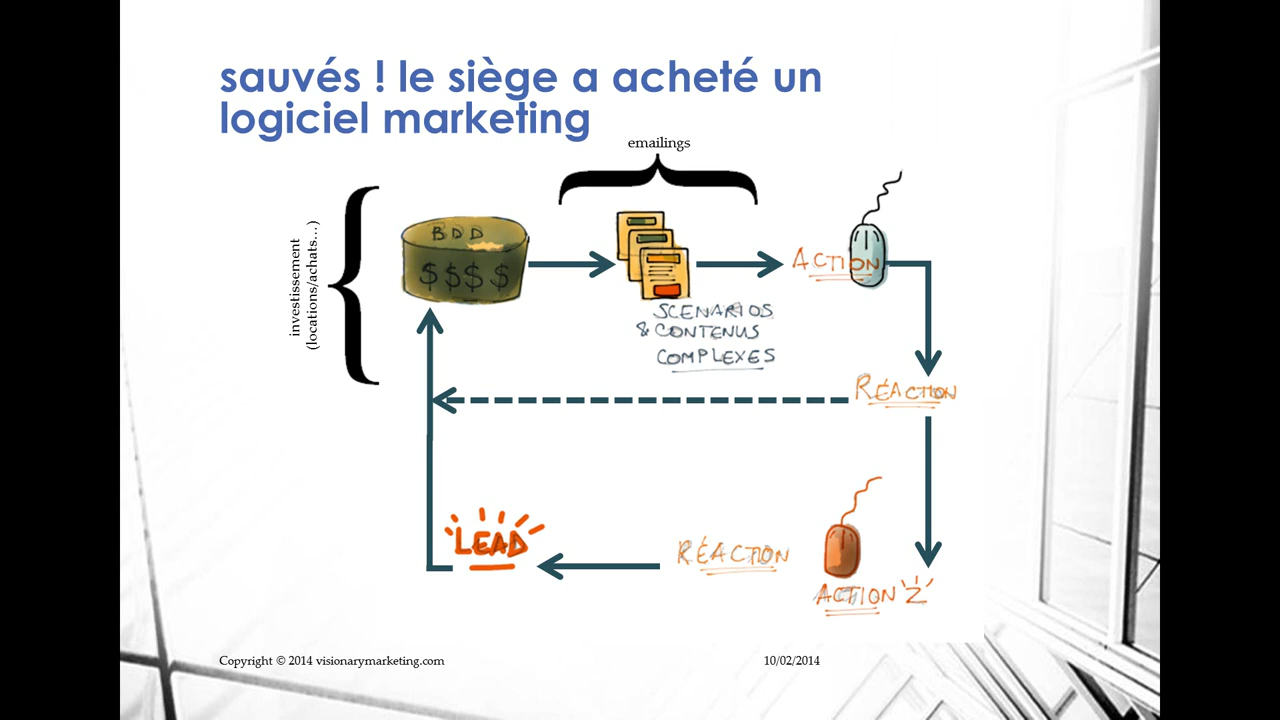 sauvés ! le siège a acheté un
logiciel marketing
emailings
investissement
(locations/achats…)
BDD
$$$$
ACTION
SCENARIOS
& CONTENUS
COMPLEXES
RÉACTION
LEAD
RÉACTION
ACTION 2
Copyright © 2014 visionarymarketing.com
10/02/2014